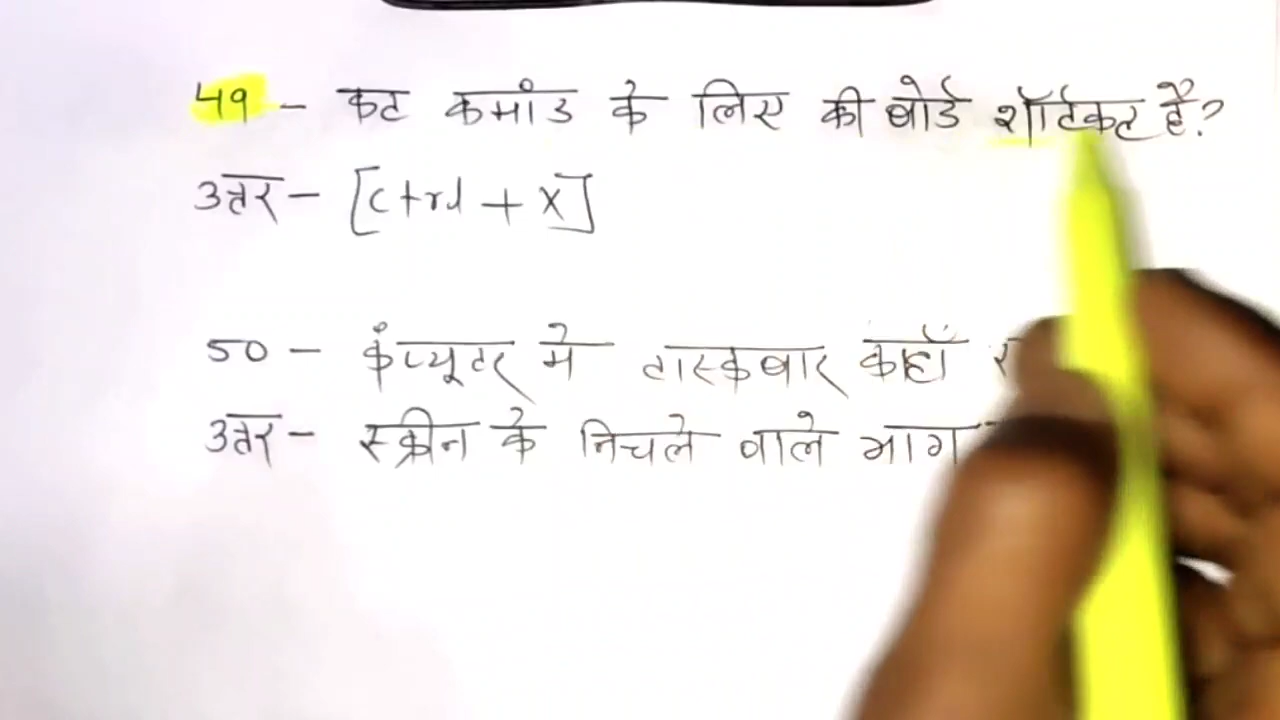 49 - कट कमांड के लिए की बोर्ड शॉर्टकट है?
उत्तर - [ctrl + X]
50 - कंप्यूटर मे टास्कबार कहाँ
उत्तर - स्क्रीन के निचले वाले भाग